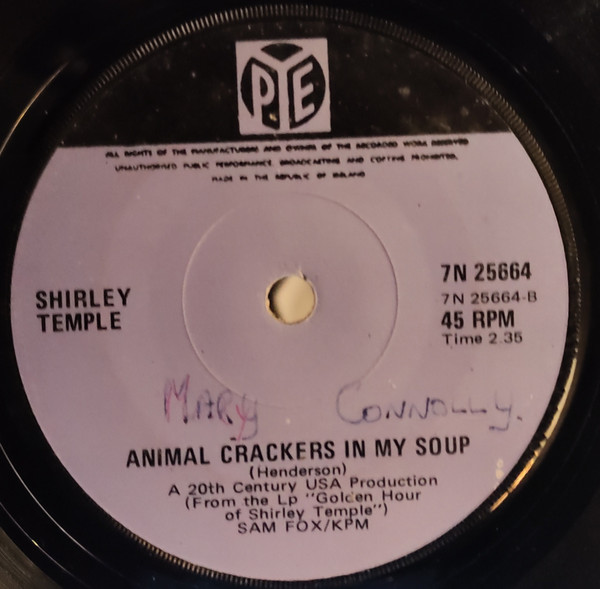 PYE
ALL RIGHTS OF THE MANUFACTURER AND OWNER OF THE RECORDED WORK RESERVED
UNAUTHORISED PUBLIC PERFORMANCE, BROADCASTING AND COPYING PROHIBITED.
MADE IN THE REPUBLIC OF IRELAND
SHIRLEY
TEMPLE
7N 25664
7N 25664-B
45 RPM
Time 2.35
MARY CONNOLLY.
ANIMAL CRACKERS IN MY SOUP
(Henderson)
A 20th Century USA Production
(From the Lp "Golden Hour
of Shirley Temple")
SAM FOX/KPM